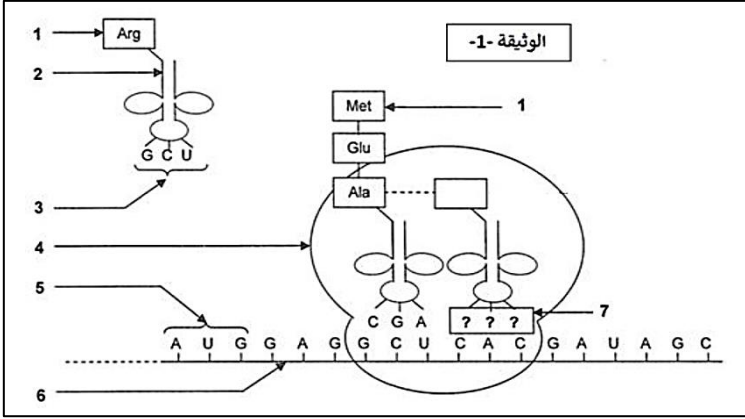 الوثيقة -1-
1
Arg
2
G C U
3
Met
1
Glu
Ala
4
5
C G A
? ? ?
7
A U G G A G G C U C A C G A U A G C
6